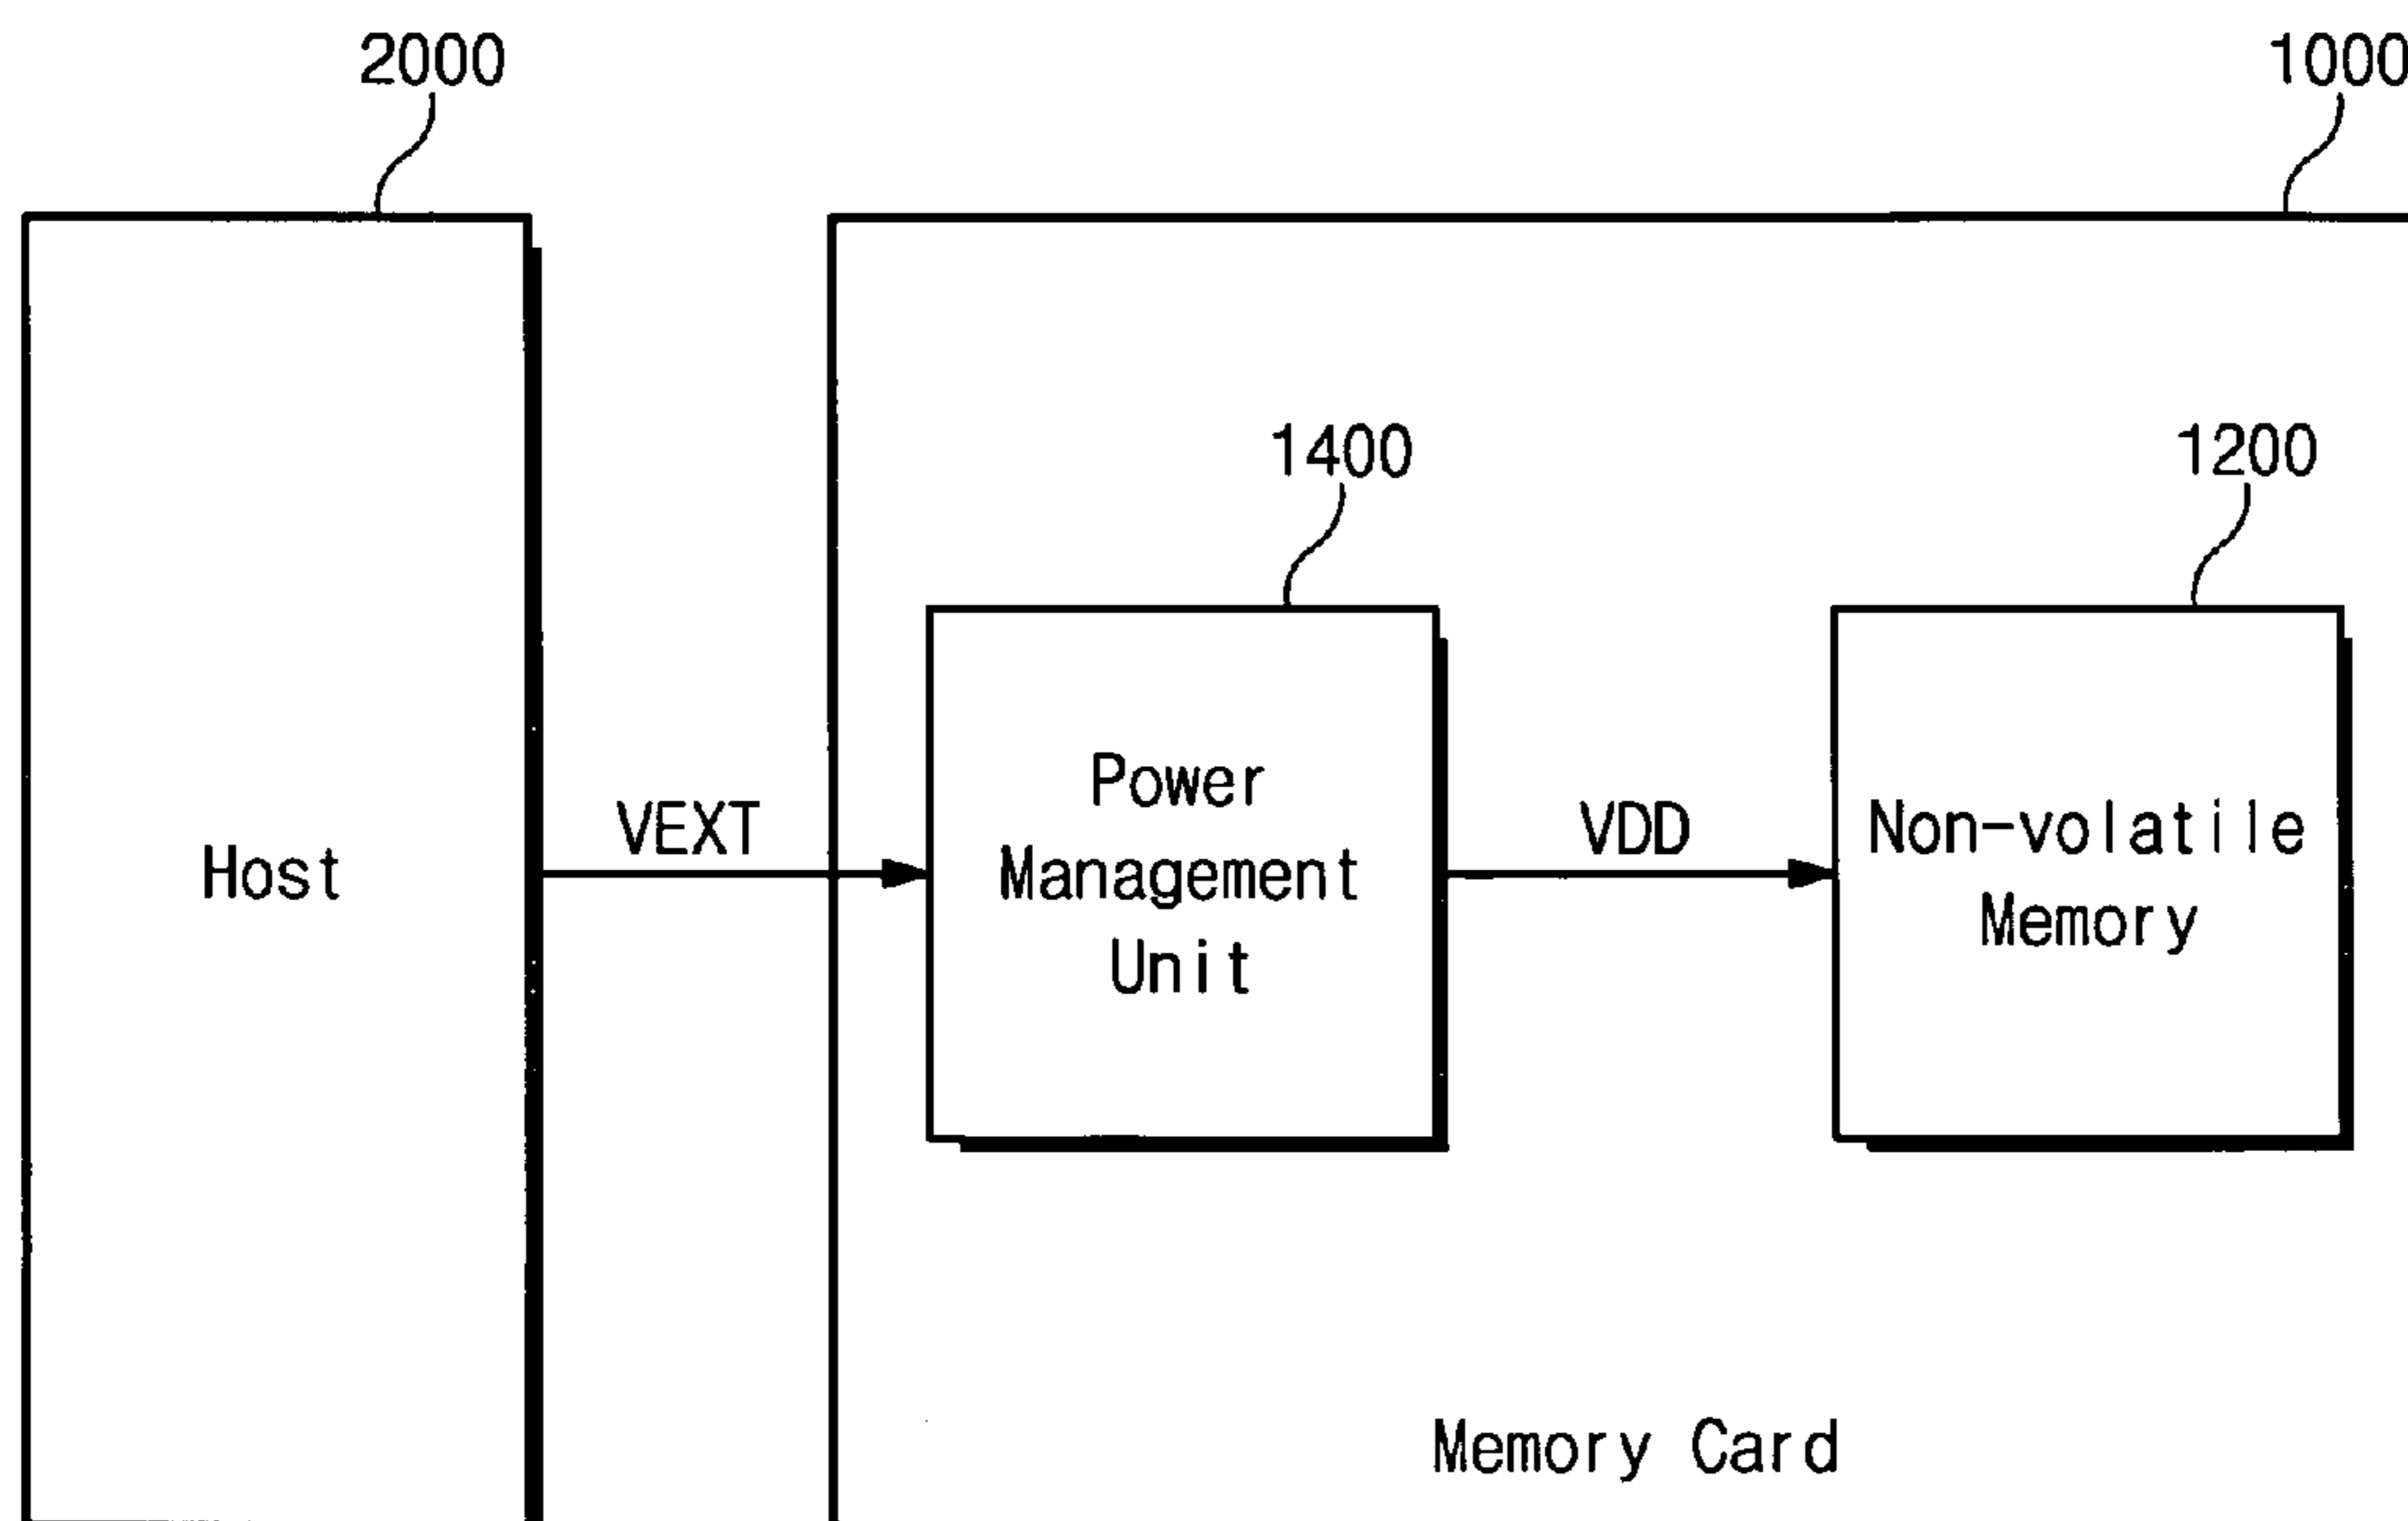 2000
1000
1400
1200
Host
VEXT
Power
Management
Unit
VDD
Non-volatile
Memory
Memory Card